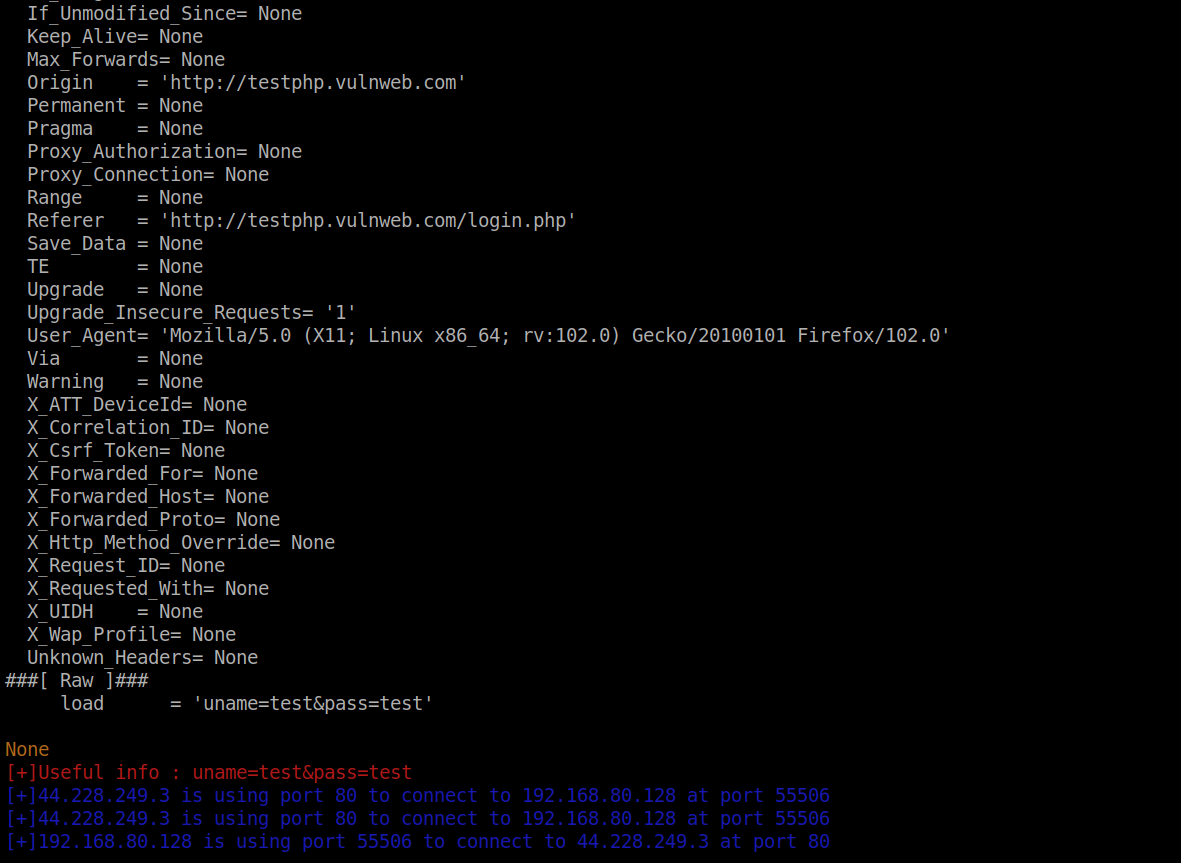 If_Unmodified_Since= None
Keep_Alive= None
Max_Forwards= None
Origin    = 'http://testphp.vulnweb.com'
Permanent = None
Pragma    = None
Proxy_Authorization= None
Proxy_Connection= None
Range     = None
Referer   = 'http://testphp.vulnweb.com/login.php'
Save_Data = None
TE        = None
Upgrade   = None
Upgrade_Insecure_Requests= '1'
User_Agent= 'Mozilla/5.0 (X11; Linux x86_64; rv:102.0) Gecko/20100101 Firefox/102.0'
Via       = None
Warning   = None
X_ATT_DeviceId= None
X_Correlation_ID= None
X_Csrf_Token= None
X_Forwarded_For= None
X_Forwarded_Host= None
X_Forwarded_Proto= None
X_Http_Method_Override= None
X_Request_ID= None
X_Requested_With= None
X_UIDH    = None
X_Wap_Profile= None
Unknown_Headers= None
###[ Raw ]###
load      = 'uname=test&pass=test'
None
[+]Useful info : uname=test&pass=test
[+]44.228.249.3 is using port 80 to connect to 192.168.80.128 at port 55506
[+]44.228.249.3 is using port 80 to connect to 192.168.80.128 at port 55506
[+]192.168.80.128 is using port 55506 to connect to 44.228.249.3 at port 80